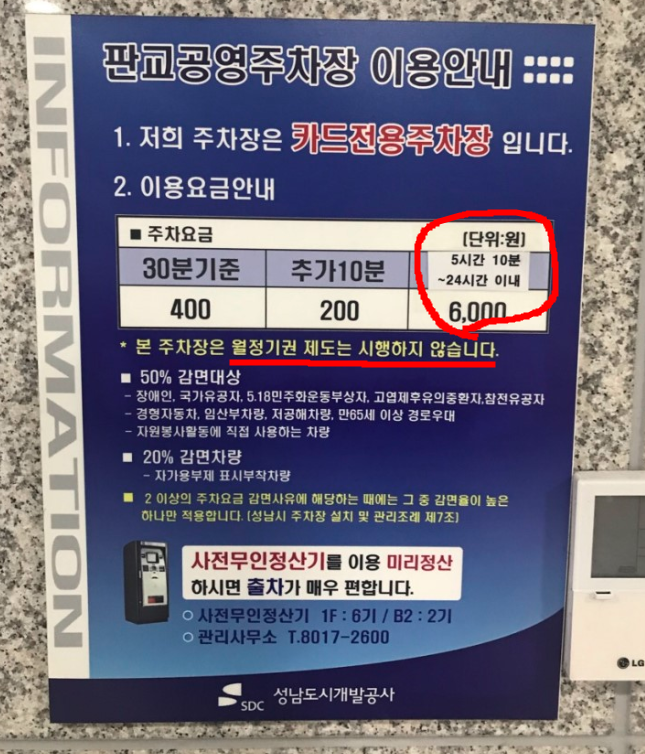 INFORMATION
판교공영주차장 이용안내
1. 저희 주차장은 카드전용주차장 입니다.
2. 이용요금안내
■ 주차요금 (단위:원)
30분기준 추가10분 5시간 10분
~24시간 이내
400 200 6,000
* 본 주차장은 월정기권 제도는 시행하지 않습니다.
■ 50% 감면대상
- 장애인, 국가유공자, 5.18민주화운동부상자, 고엽제후유의증환자,참전유공자
- 경형자동차, 임산부차량, 저공해차량, 만65세 이상 경로우대
- 자원봉사활동에 직접 사용하는 차량
■ 20% 감면차량
- 자가용부제 표시부착차량
■ 2 이상의 주차요금 감면사유에 해당하는 때에는 그 중 감면율이 높은
하나만 적용합니다. (성남시 주차장 설치 및 관리조례 제7조)
사전무인정산기를 이용 미리정산
하시면 출차가 매우 편합니다.
○ 사전무인정산기 1F : 6기 / B2 : 2기
○ 관리사무소 T.8017-2600
SDC 성남도시개발공사
LG